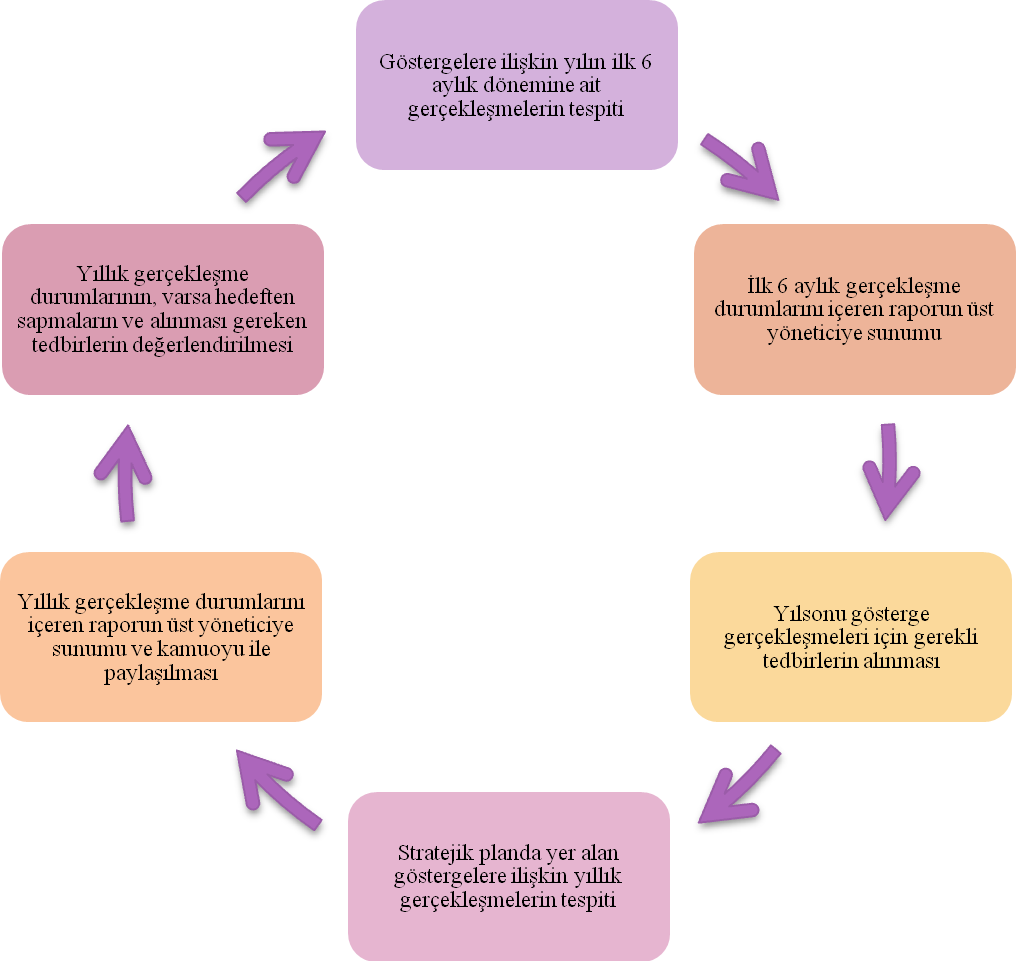 Göstergelere ilişkin yılın ilk 6
aylık dönemine ait
gerçekleşmelerin tespiti
İlk 6 aylık gerçekleşme
durumlarını içeren raporun üst
yöneticiye sunumu
Yılsonu gösterge
gerçekleşmeleri için gerekli
tedbirlerin alınması
Stratejik planda yer alan
göstergelere ilişkin yıllık
gerçekleşmelerin tespiti
Yıllık gerçekleşme durumlarını
içeren raporun üst yöneticiye
sunumu ve kamuoyu ile
paylaşılması
Yıllık gerçekleşme
durumlarının, varsa hedeften
sapmaların ve alınması gereken
tedbirlerin değerlendirilmesi